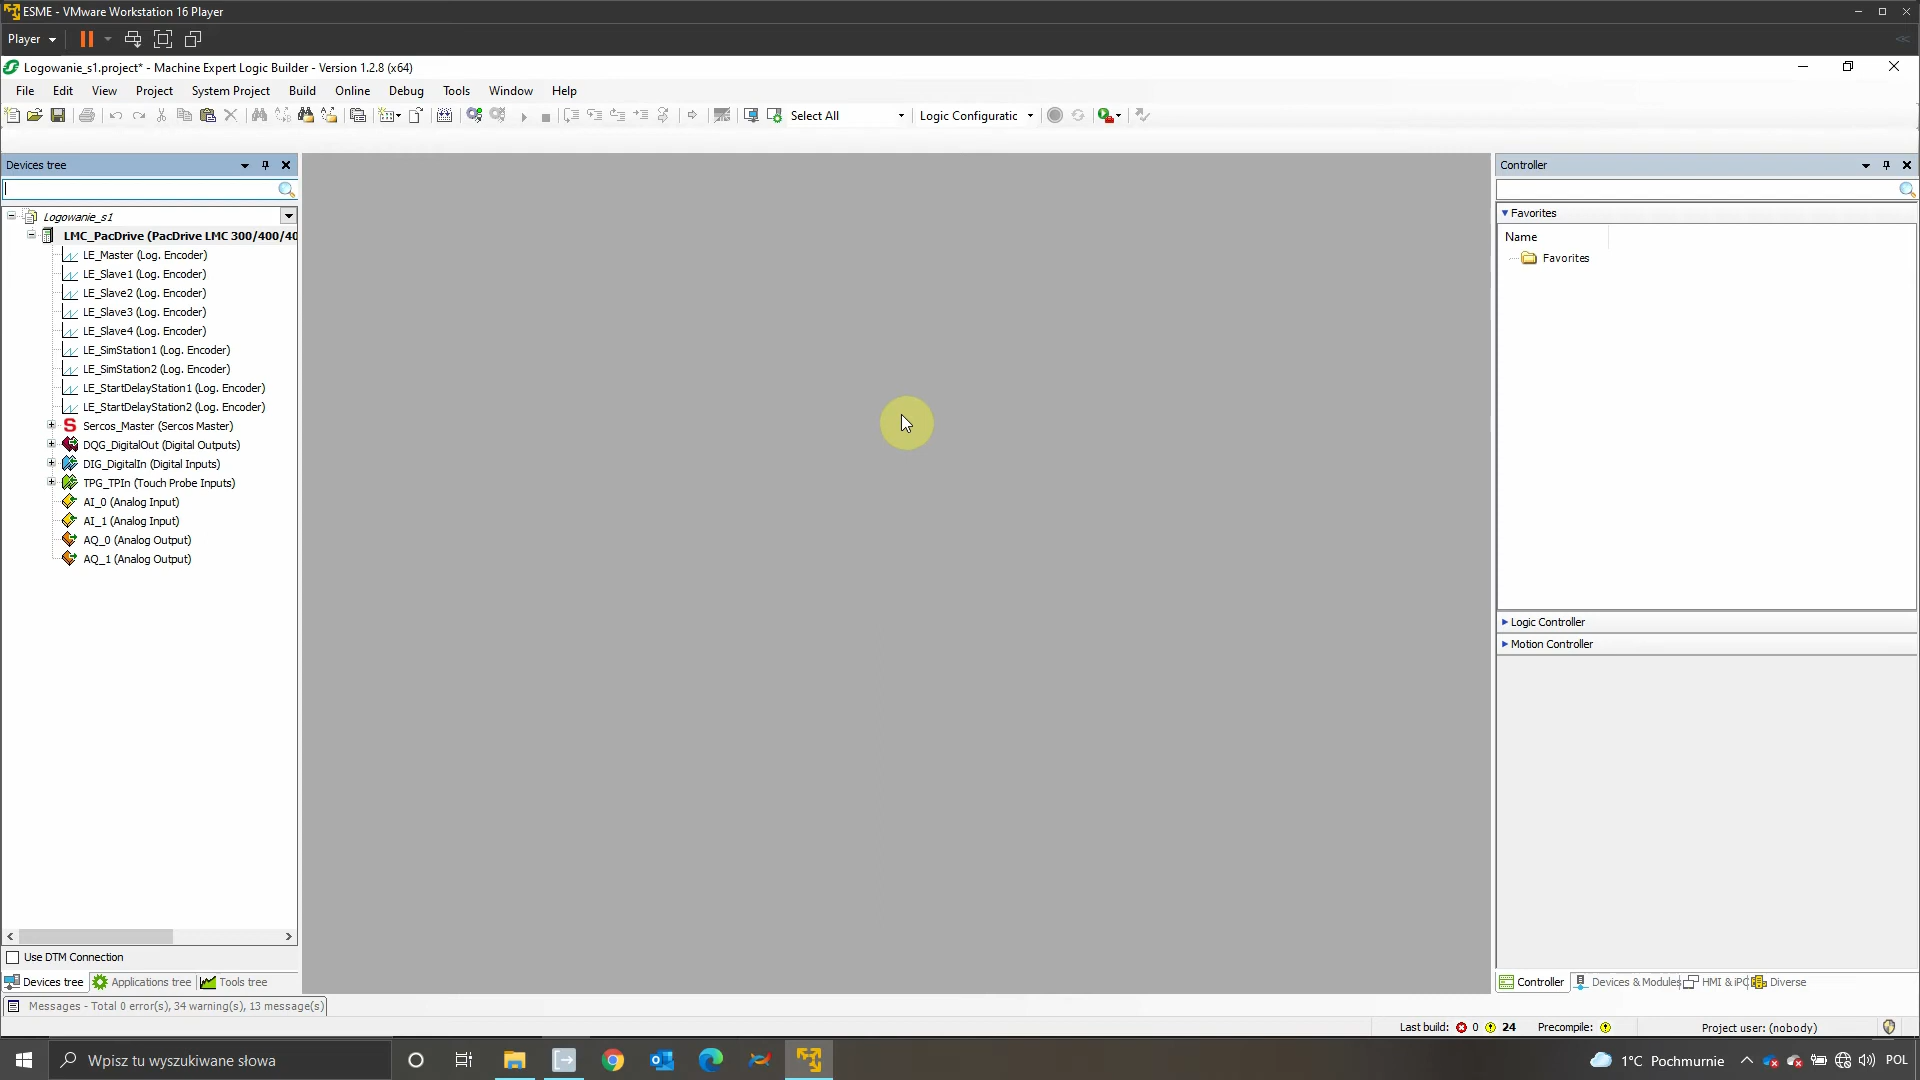 ESME - VMware Workstation 16 Player
Player
Logowanie_s1.project* - Machine Expert Logic Builder - Version 1.2.8 (x64)
File Edit View Project System Project Build Online Debug Tools Window Help
Select All Logic Configuratic
Devices tree
Logowanie_s1
LMC_PacDrive (PacDrive LMC 300/400/40
LE_Master (Log. Encoder)
LE_Slave1 (Log. Encoder)
LE_Slave2 (Log. Encoder)
LE_Slave3 (Log. Encoder)
LE_Slave4 (Log. Encoder)
LE_SimStation1 (Log. Encoder)
LE_SimStation2 (Log. Encoder)
LE_StartDelayStation1 (Log. Encoder)
LE_StartDelayStation2 (Log. Encoder)
Sercos_Master (Sercos Master)
DQG_DigitalOut (Digital Outputs)
DIG_DigitalIn (Digital Inputs)
TPG_TPIn (Touch Probe Inputs)
AI_0 (Analog Input)
AI_1 (Analog Input)
AQ_0 (Analog Output)
AQ_1 (Analog Output)
Use DTM Connection
Devices tree Applications tree Tools tree
Controller
Favorites
Name
Favorites
Logic Controller
Motion Controller
Controller Devices & Modules HMI & iPC Diverse
Messages - Total 0 error(s), 34 warning(s), 13 message(s)
Last build: 0 24 Precompile: Project user: (nobody)
Wpisz tu wyszukiwane słowa
1°C Pochmurnie POL